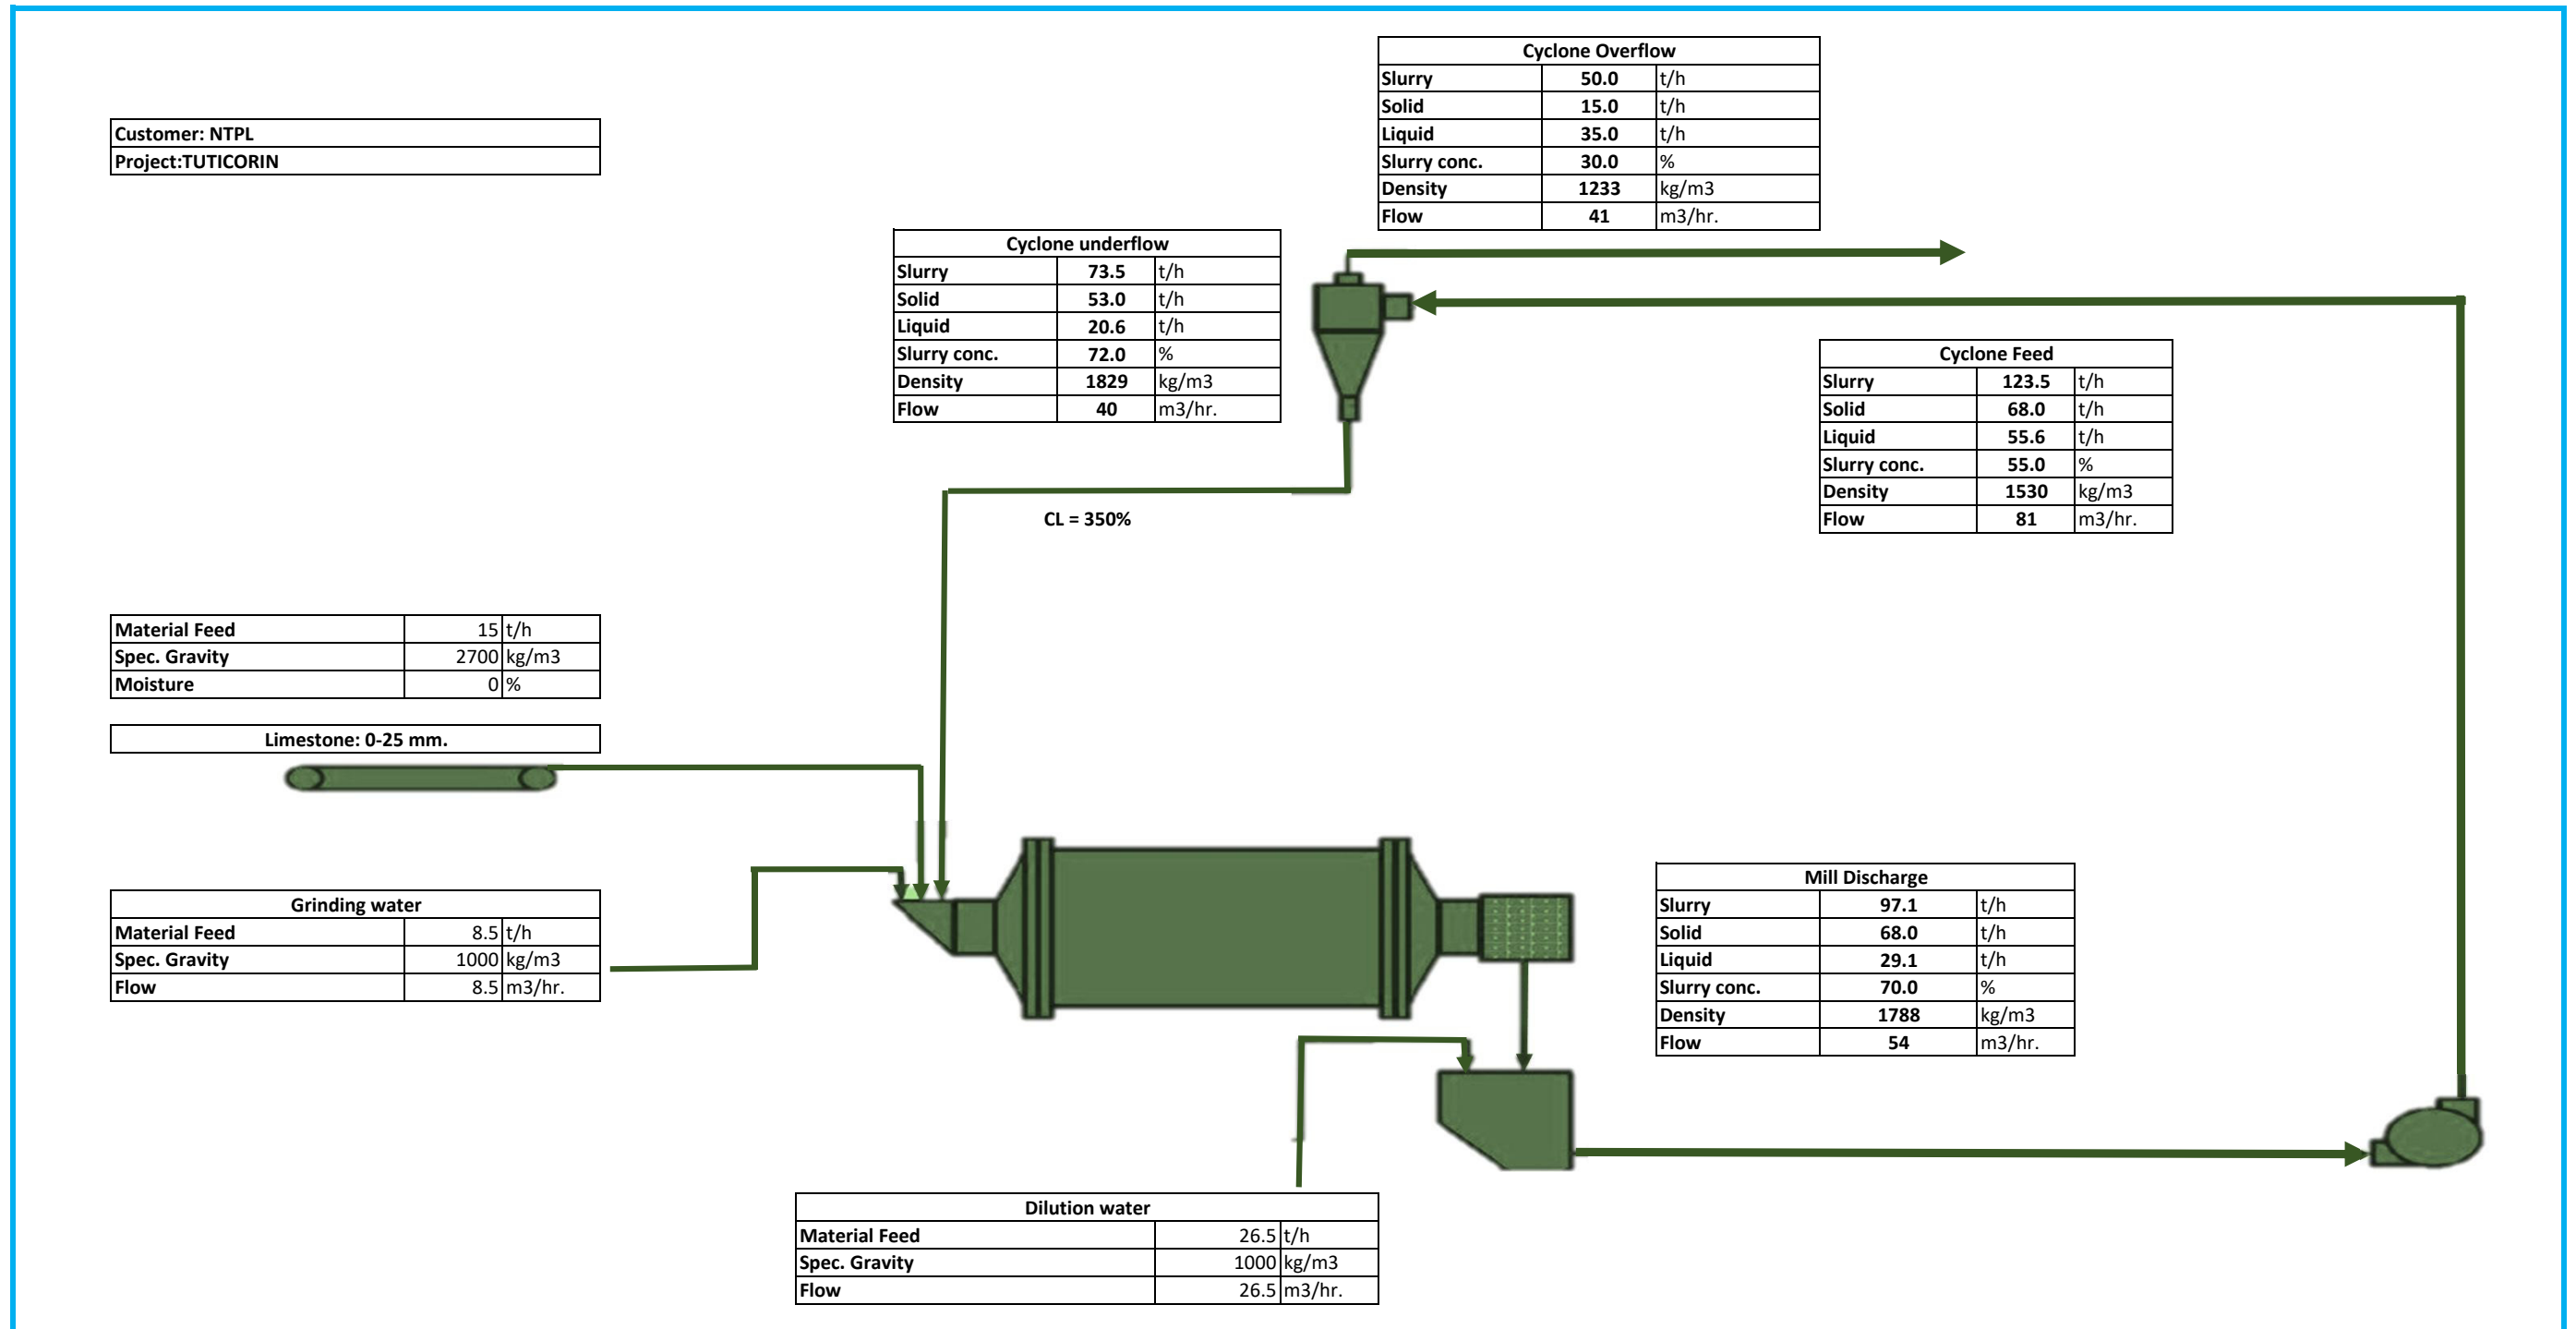 Customer: NTPL
Project:TUTICORIN
Cyclone Overflow
Slurry 50.0 t/h
Solid 15.0 t/h
Liquid 35.0 t/h
Slurry conc. 30.0 %
Density 1233 kg/m3
Flow 41 m3/hr.
Cyclone underflow
Slurry 73.5 t/h
Solid 53.0 t/h
Liquid 20.6 t/h
Slurry conc. 72.0 %
Density 1829 kg/m3
Flow 40 m3/hr.
Cyclone Feed
Slurry 123.5 t/h
Solid 68.0 t/h
Liquid 55.6 t/h
Slurry conc. 55.0 %
Density 1530 kg/m3
Flow 81 m3/hr.
CL = 350%
Material Feed 15 t/h
Spec. Gravity 2700 kg/m3
Moisture 0 %
Limestone: 0-25 mm.
Grinding water
Material Feed 8.5 t/h
Spec. Gravity 1000 kg/m3
Flow 8.5 m3/hr.
Mill Discharge
Slurry 97.1 t/h
Solid 68.0 t/h
Liquid 29.1 t/h
Slurry conc. 70.0 %
Density 1788 kg/m3
Flow 54 m3/hr.
Dilution water
Material Feed 26.5 t/h
Spec. Gravity 1000 kg/m3
Flow 26.5 m3/hr.